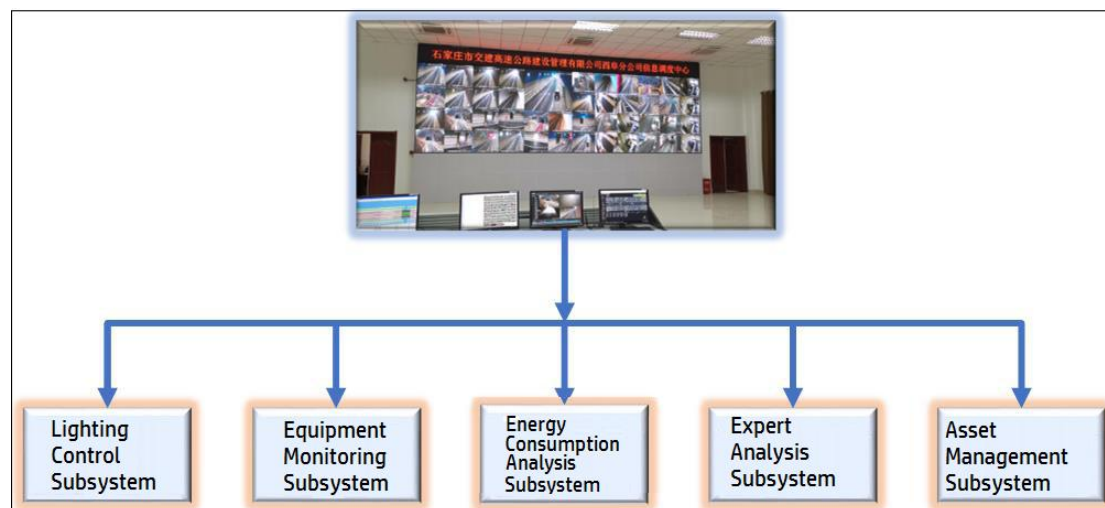 石家庄市交建高速公路建设管理有限公司西阜分公司信息调度中心
Lighting
Control
Subsystem
Equipment
Monitoring
Subsystem
Energy
Consumption
Analysis
Subsystem
Expert
Analysis
Subsystem
Asset
Management
Subsystem